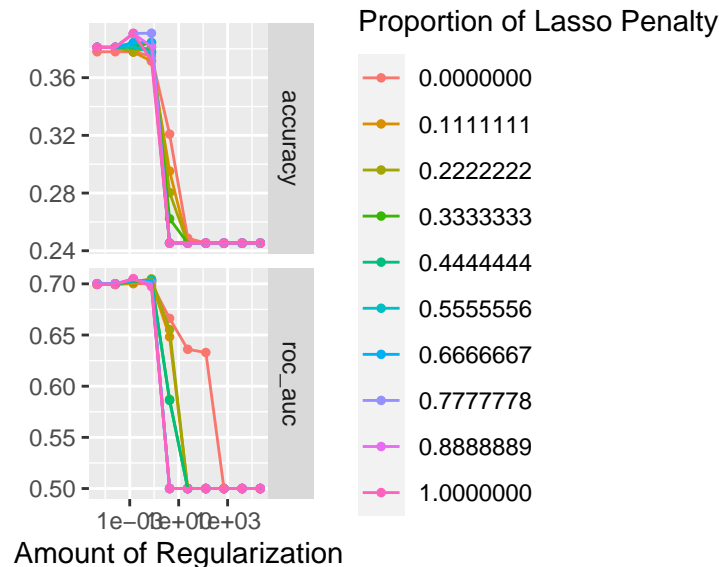 Proportion of Lasso Penalty
0.36
0.32
0.28
0.24
accuracy
0.70
0.65
0.60
0.55
0.50
roc_auc
1e-03
1e+00
1e+03
Amount of Regularization
0.0000000
0.1111111
0.2222222
0.3333333
0.4444444
0.5555556
0.6666667
0.7777778
0.8888889
1.0000000